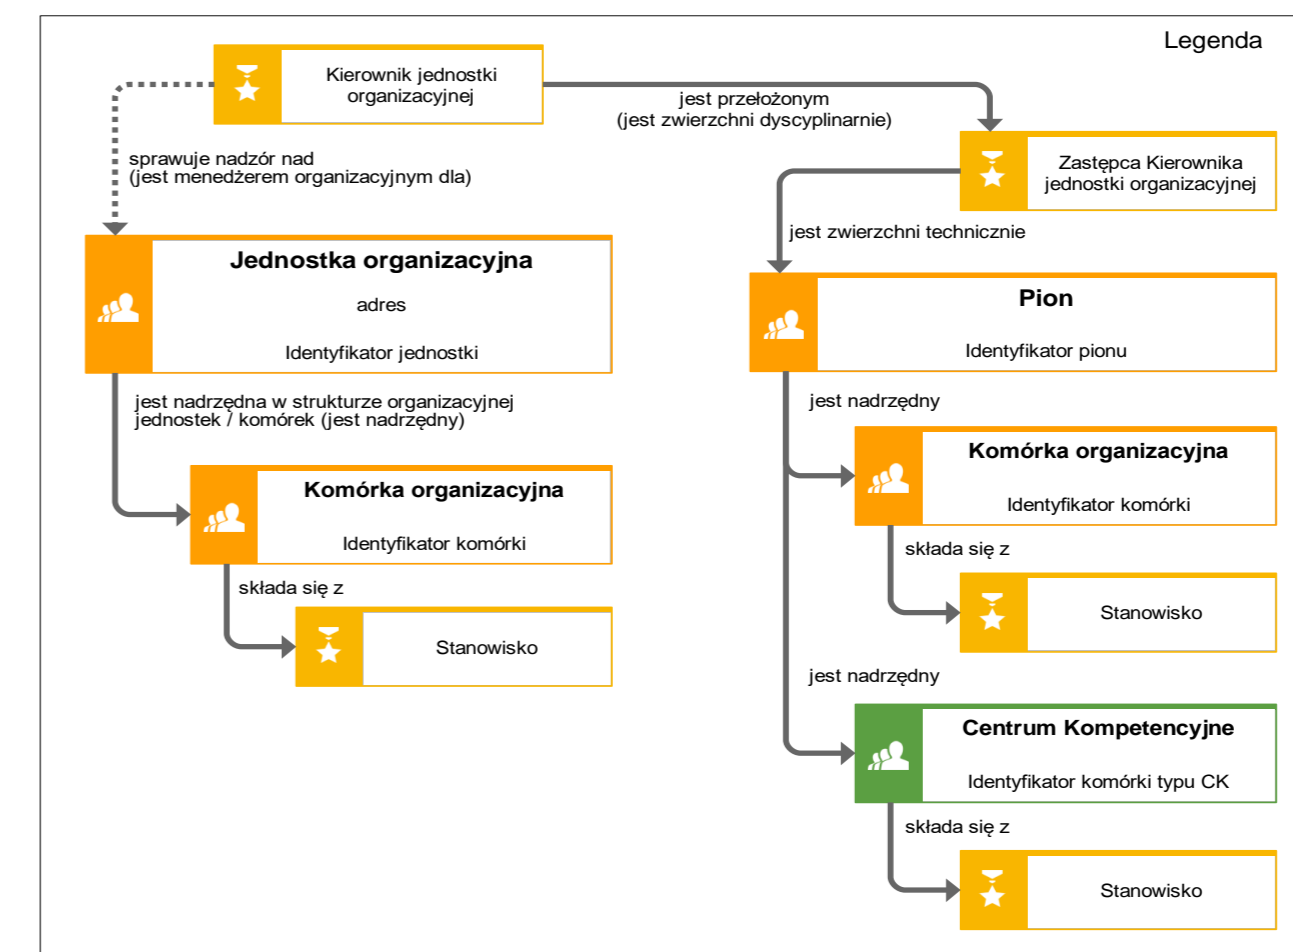 Legenda
Kierownik jednostki
organizacyjnej
jest przełożonym
(jest zwierzchni dyscyplinarnie)
sprawuje nadzór nad
(jest menedżerem organizacyjnym dla)
Zastępca Kierownika
jednostki organizacyjnej
jest zwierzchni technicznie
Jednostka organizacyjna
adres
Identyfikator jednostki
jest nadrzędna w strukturze organizacyjnej
jednostek / komórek (jest nadrzędny)
Komórka organizacyjna
Identyfikator komórki
składa się z
Stanowisko
Pion
Identyfikator pionu
jest nadrzędny
Komórka organizacyjna
Identyfikator komórki
składa się z
Stanowisko
jest nadrzędny
Centrum Kompetencyjne
Identyfikator komórki typu CK
składa się z
Stanowisko